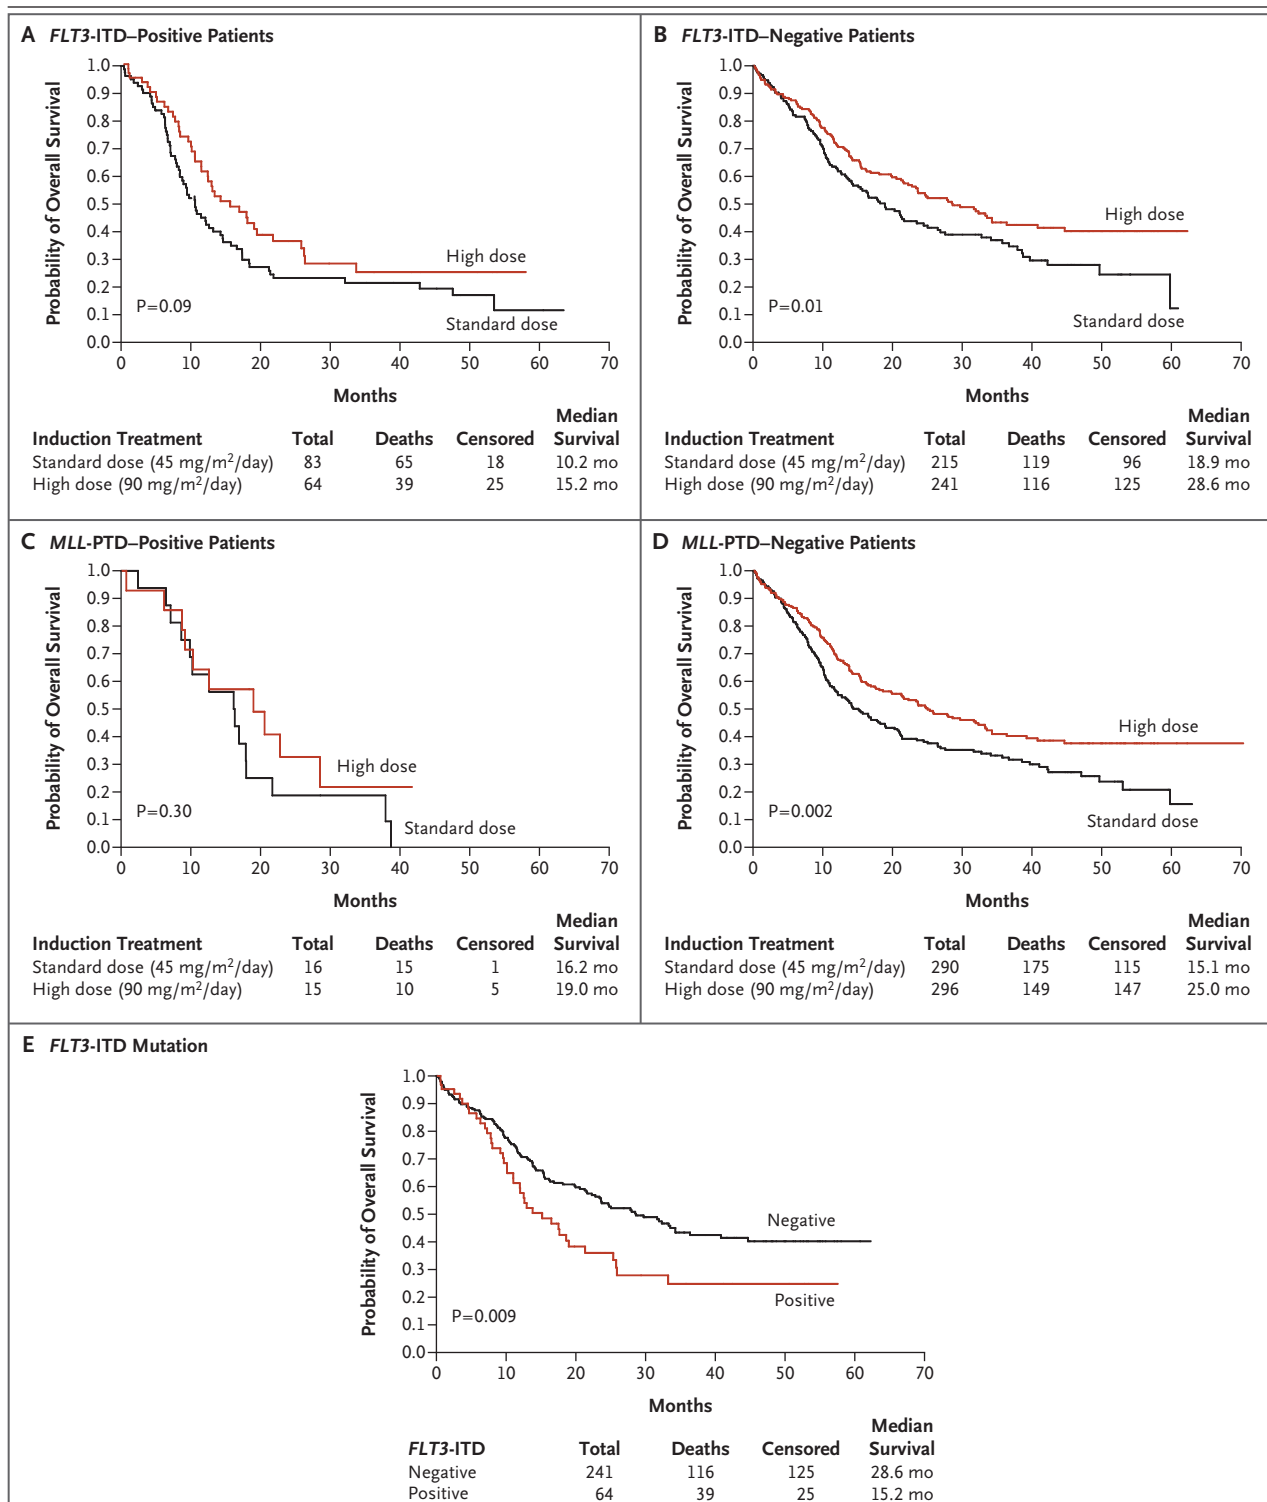 A FLT3-ITD–Positive Patients
Probability of Overall Survival
1.0
0.9
0.8
0.7
0.6
0.5
0.4
0.3
0.2
0.1
0.0
High dose
Standard dose
P=0.09
0 10 20 30 40 50 60 70
Months
Induction Treatment Total Deaths Censored Median Survival
Standard dose (45 mg/m²/day) 83 65 18 10.2 mo
High dose (90 mg/m²/day) 64 39 25 15.2 mo
B FLT3-ITD–Negative Patients
Probability of Overall Survival
1.0
0.9
0.8
0.7
0.6
0.5
0.4
0.3
0.2
0.1
0.0
High dose
P=0.01
Standard dose
0 10 20 30 40 50 60 70
Months
Induction Treatment Total Deaths Censored Median Survival
Standard dose (45 mg/m²/day) 215 119 96 18.9 mo
High dose (90 mg/m²/day) 241 116 125 28.6 mo
C MLL-PTD–Positive Patients
Probability of Overall Survival
1.0
0.9
0.8
0.7
0.6
0.5
0.4
0.3
0.2
0.1
0.0
High dose
P=0.30
Standard dose
0 10 20 30 40 50 60 70
Months
Induction Treatment Total Deaths Censored Median Survival
Standard dose (45 mg/m²/day) 16 15 1 16.2 mo
High dose (90 mg/m²/day) 15 10 5 19.0 mo
D MLL-PTD–Negative Patients
Probability of Overall Survival
1.0
0.9
0.8
0.7
0.6
0.5
0.4
0.3
0.2
0.1
0.0
High dose
P=0.002
Standard dose
0 10 20 30 40 50 60 70
Months
Induction Treatment Total Deaths Censored Median Survival
Standard dose (45 mg/m²/day) 290 175 115 15.1 mo
High dose (90 mg/m²/day) 296 149 147 25.0 mo
E FLT3-ITD Mutation
Probability of Overall Survival
1.0
0.9
0.8
0.7
0.6
0.5
0.4
0.3
0.2
0.1
0.0
Negative
Positive
P=0.009
0 10 20 30 40 50 60 70
Months
FLT3-ITD Total Deaths Censored Median Survival
Negative 241 116 125 28.6 mo
Positive 64 39 25 15.2 mo